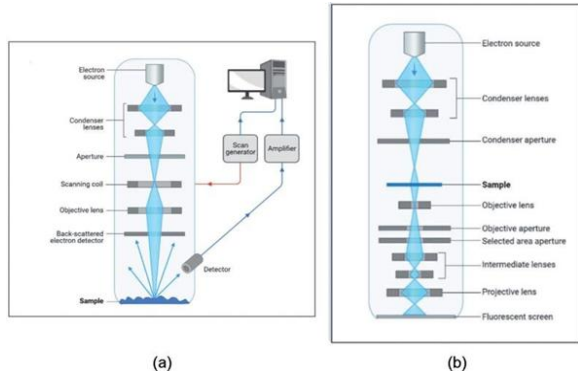 Electron
source
Condenser
lenses
Aperture
Scanning coil
Objective lens
Back-scattered
electron detector
Sample
Scan
generator
Amplifier
Detector
(a)
Electron source
Condenser lenses
Condenser aperture
Sample
Objective lens
Objective aperture
Selected area aperture
Intermediate lenses
Projective lens
Fluorescent screen
(b)